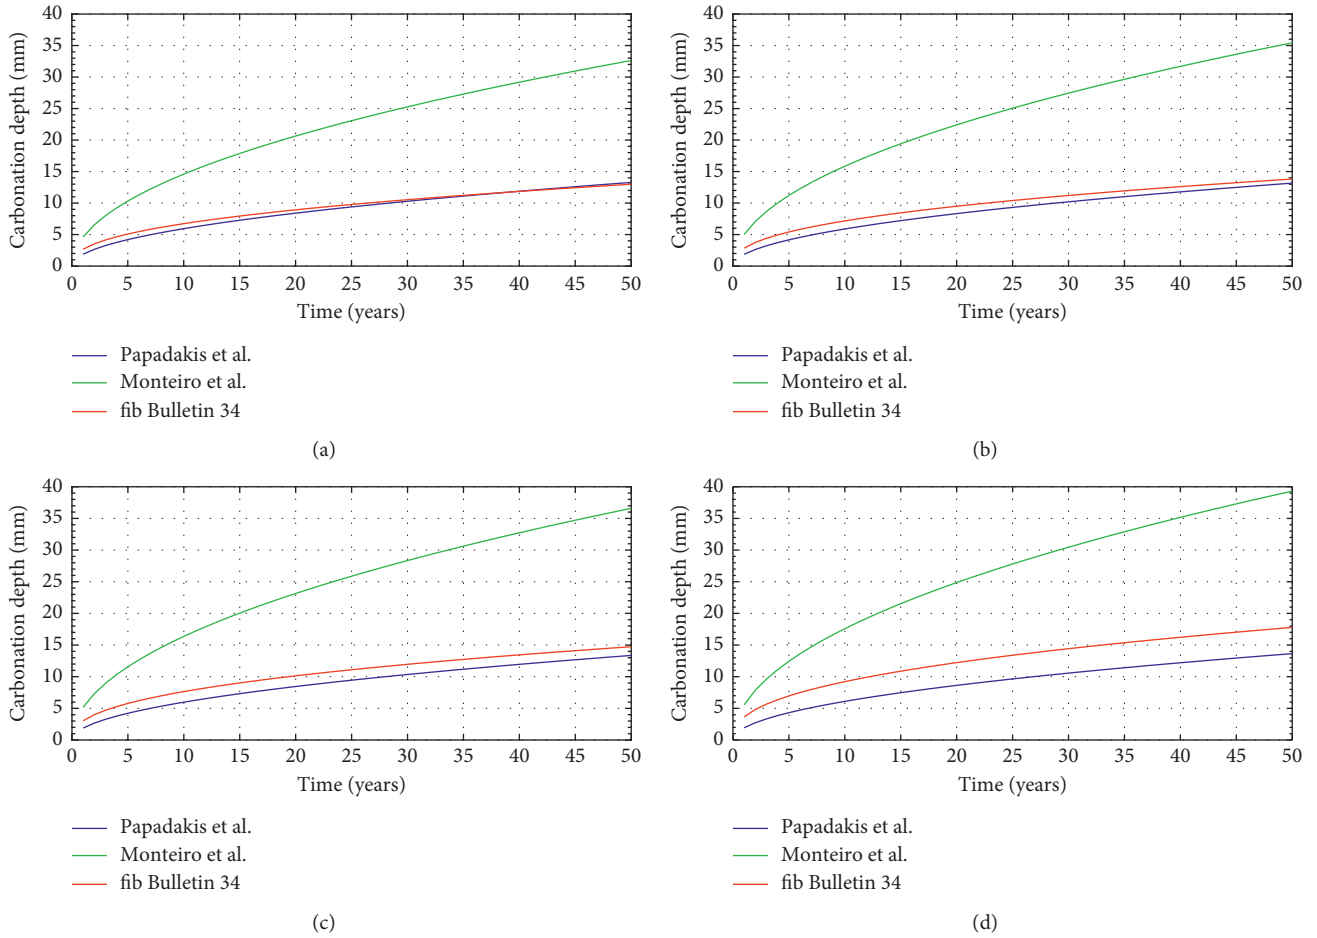 40
35
30
25
20
15
10
5
0
Carbonation depth (mm)
0 5 10 15 20 25 30 35 40 45 50
Time (years)
Papadakis et al.
Monteiro et al.
fib Bulletin 34
(a)
40
35
30
25
20
15
10
5
0
Carbonation depth (mm)
0 5 10 15 20 25 30 35 40 45 50
Time (years)
Papadakis et al.
Monteiro et al.
fib Bulletin 34
(b)
40
35
30
25
20
15
10
5
0
Carbonation depth (mm)
0 5 10 15 20 25 30 35 40 45 50
Time (years)
Papadakis et al.
Monteiro et al.
fib Bulletin 34
(c)
40
35
30
25
20
15
10
5
0
Carbonation depth (mm)
0 5 10 15 20 25 30 35 40 45 50
Time (years)
Papadakis et al.
Monteiro et al.
fib Bulletin 34
(d)